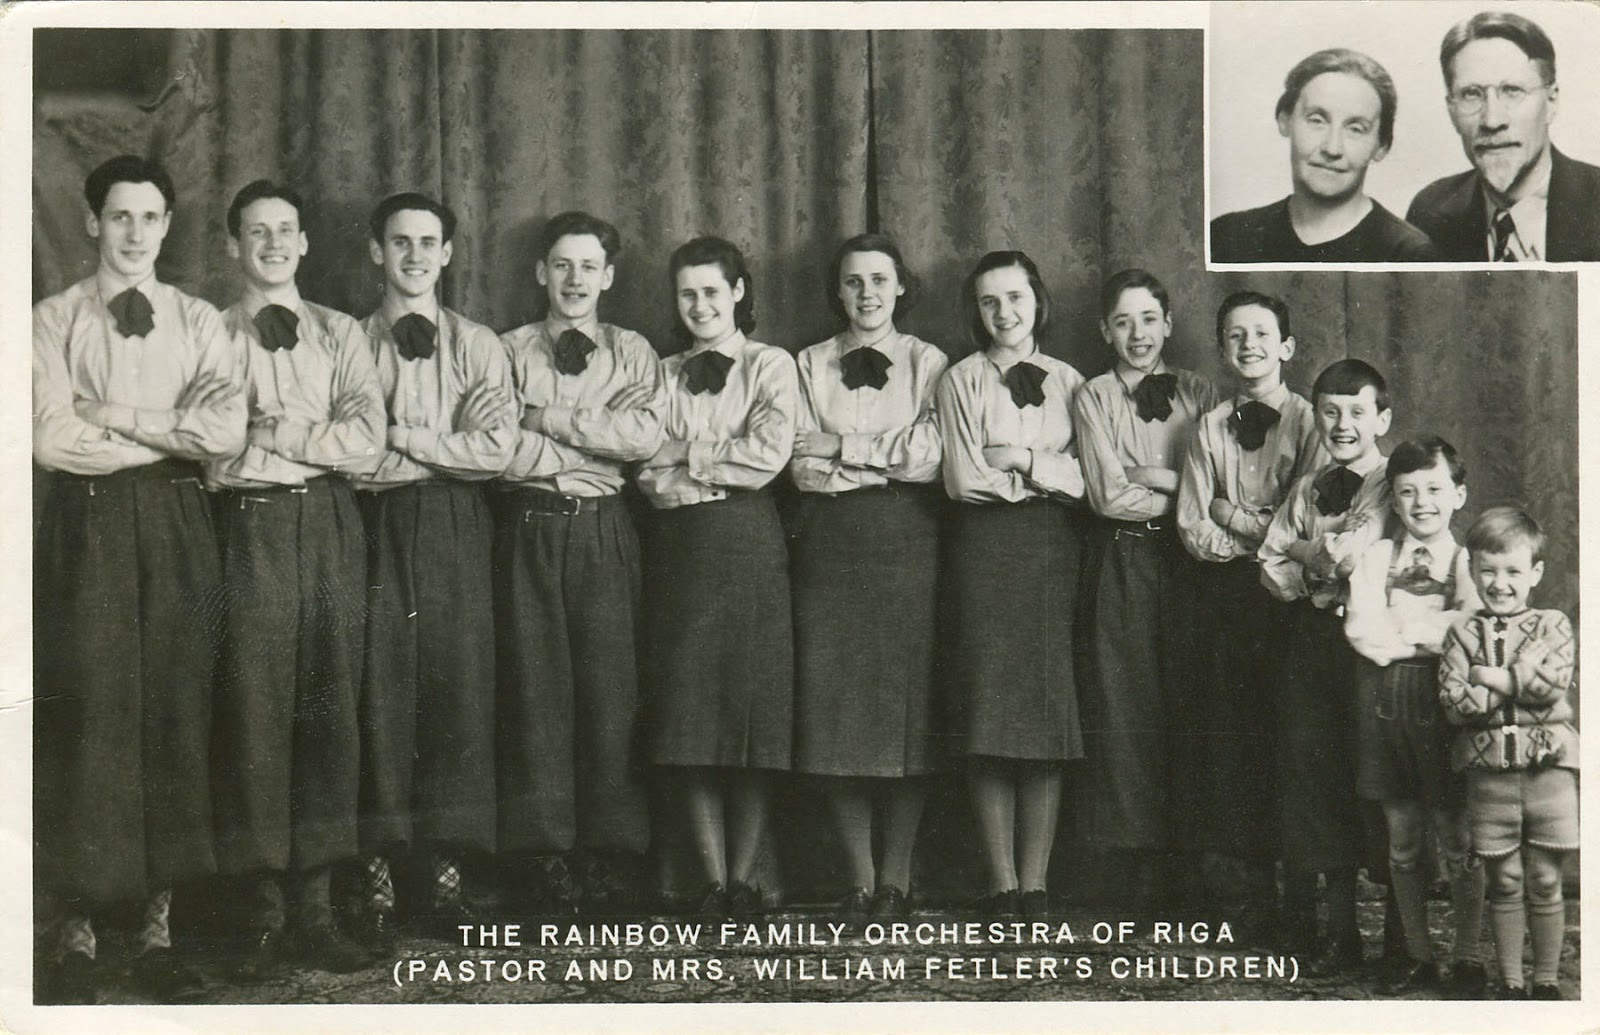 THE RAINBOW FAMILY ORCHESTRA OF RIGA
(PASTOR AND MRS. WILLIAM FETLER'S CHILDREN)